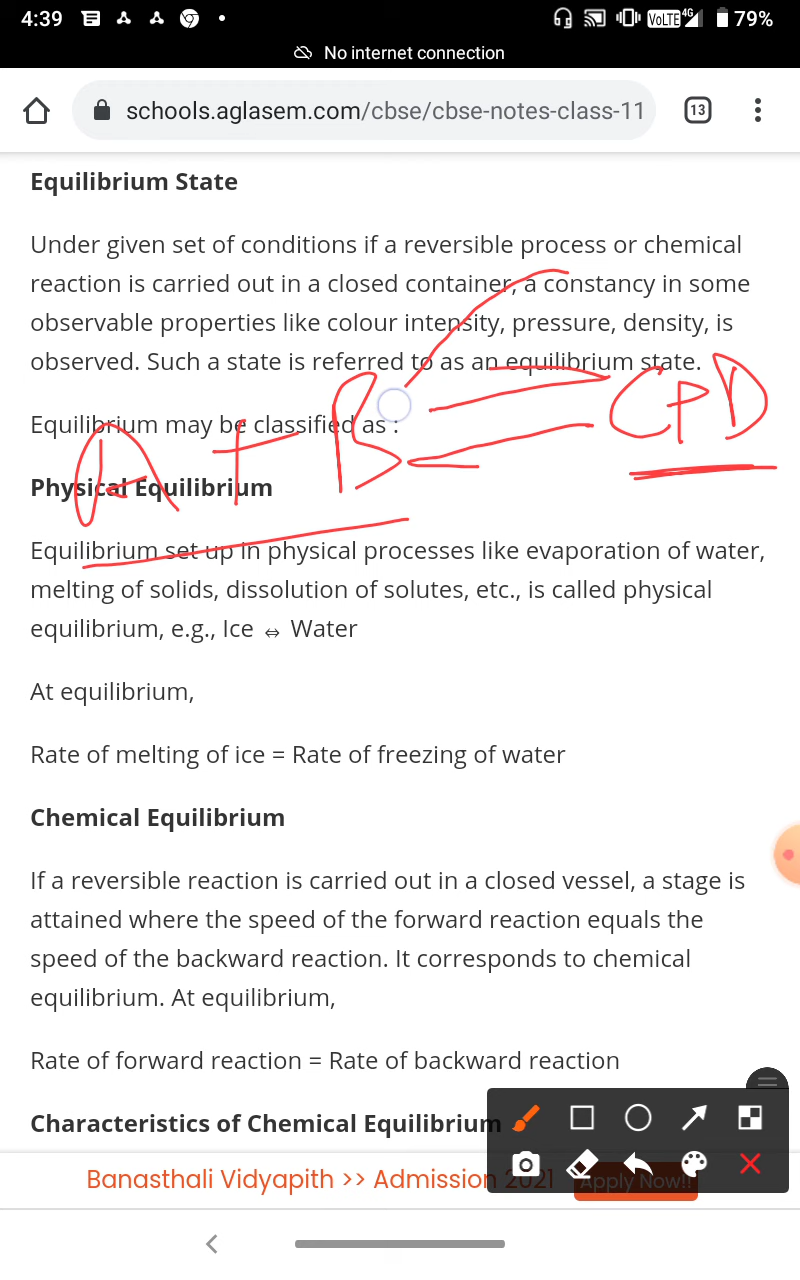 4:39 VoLTE 4G 79%
No internet connection
schools.aglasem.com/cbse/cbse-notes-class-11 13
Equilibrium State
Under given set of conditions if a reversible process or chemical
reaction is carried out in a closed container, a constancy in some
observable properties like colour intensity, pressure, density, is
observed. Such a state is referred to as an equilibrium state.
A + B ⇌ C+D
Equilibrium may be classified as :
Physical Equilibrium
Equilibrium set up in physical processes like evaporation of water,
melting of solids, dissolution of solutes, etc., is called physical
equilibrium, e.g., Ice ⇔ Water
At equilibrium,
Rate of melting of ice = Rate of freezing of water
Chemical Equilibrium
If a reversible reaction is carried out in a closed vessel, a stage is
attained where the speed of the forward reaction equals the
speed of the backward reaction. It corresponds to chemical
equilibrium. At equilibrium,
Rate of forward reaction = Rate of backward reaction
Characteristics of Chemical Equilibrium
Banasthali Vidyapith >> Admission 2021 Apply Now!!